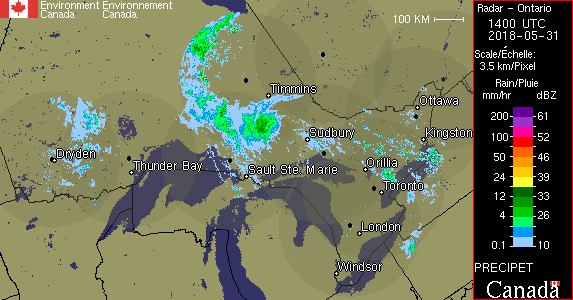 Environment Environnement
Canada Canada
100 KM
Timmins
Ottawa
Sudbury
Kingston
Dryden
Thunder Bay
Sault Ste. Marie
Orillia
Toronto
London
Windsor
Radar - Ontario
1400 UTC
2018-05-31
Scale/Échelle:
3.5 km/Pixel
Rain/Pluie
mm/hr dBZ
200 61
100 52
50 46
24 39
12 33
4 26
0.1 10
PRECIPET
Canada